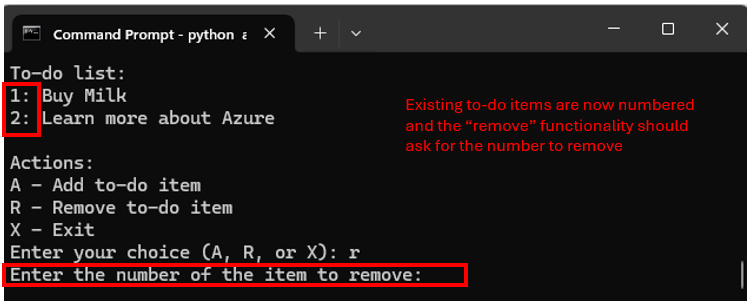 Command Prompt - python a
To-do list:
1: Buy Milk
2: Learn more about Azure
Existing to-do items are now numbered
and the “remove” functionality should
ask for the number to remove
Actions:
A - Add to-do item
R - Remove to-do item
X - Exit
Enter your choice (A, R, or X): r
Enter the number of the item to remove: